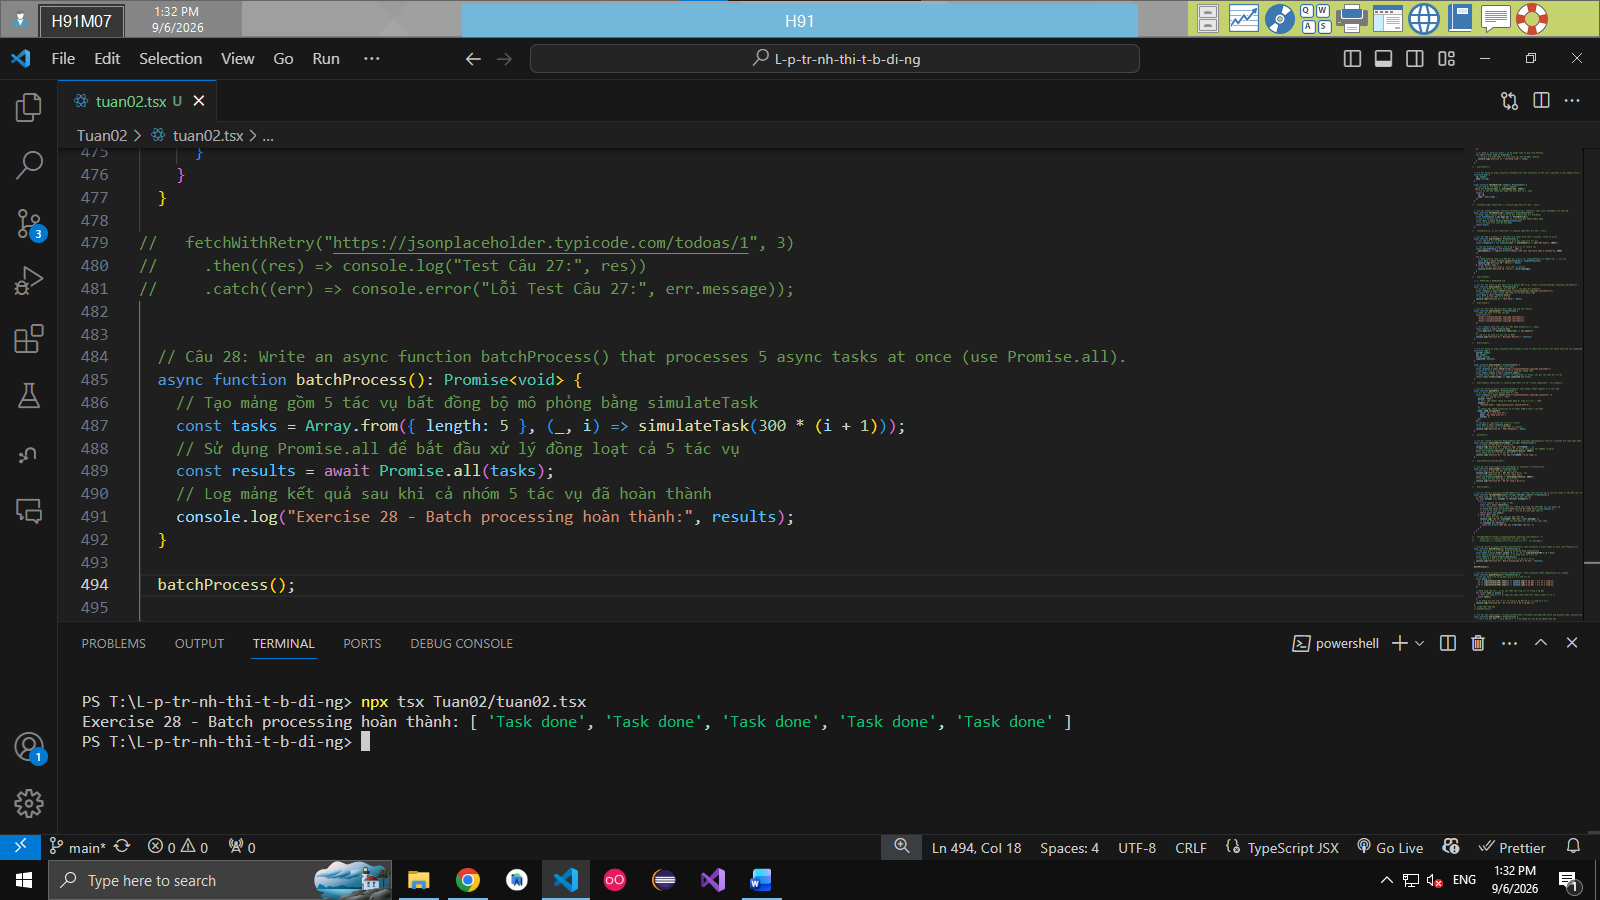 H91M07
1:32 PM
9/6/2026
H91
File Edit Selection View Go Run ...
L-p-tr-nh-thi-t-b-di-ng
tuan02.tsx U
Tuan02 > tuan02.tsx > ...
475 }
476 }
477 }
478
479 // fetchWithRetry("https://jsonplaceholder.typicode.com/todoas/1", 3)
480 // .then((res) => console.log("Test Câu 27:", res))
481 // .catch((err) => console.error("Lỗi Test Câu 27:", err.message));
482
483
484 // Câu 28: Write an async function batchProcess() that processes 5 async tasks at once (use Promise.all).
485 async function batchProcess(): Promise<void> {
486 // Tạo mảng gồm 5 tác vụ bất đồng bộ mô phỏng bằng simulateTask
487 const tasks = Array.from({ length: 5 }, (_, i) => simulateTask(300 * (i + 1)));
488 // Sử dụng Promise.all để bắt đầu xử lý đồng loạt cả 5 tác vụ
489 const results = await Promise.all(tasks);
490 // Log mảng kết quả sau khi cả nhóm 5 tác vụ đã hoàn thành
491 console.log("Exercise 28 - Batch processing hoàn thành:", results);
492 }
493
494 batchProcess();
495
PROBLEMS OUTPUT TERMINAL PORTS DEBUG CONSOLE
powershell
PS T:\L-p-tr-nh-thi-t-b-di-ng> npx tsx Tuan02/tuan02.tsx
Exercise 28 - Batch processing hoàn thành: [ 'Task done', 'Task done', 'Task done', 'Task done', 'Task done' ]
PS T:\L-p-tr-nh-thi-t-b-di-ng>
3
1
main* 0 0 0
Ln 494, Col 18 Spaces: 4 UTF-8 CRLF TypeScript JSX Go Live Prettier
Type here to search
ENG
1:32 PM
9/6/2026
1